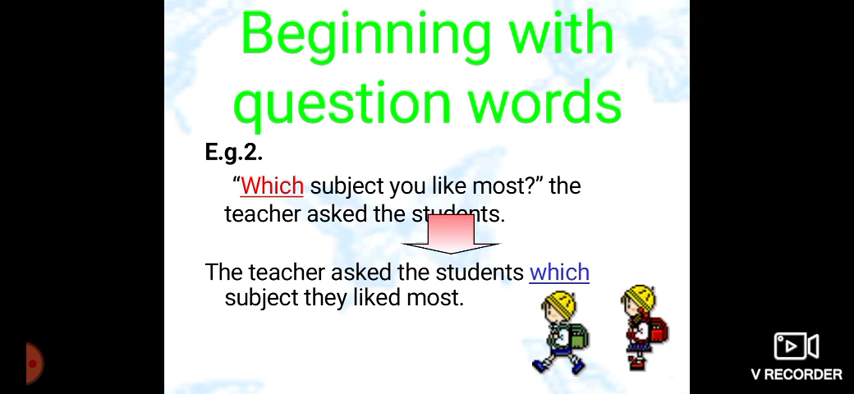 Beginning with
question words
E.g.2.
“Which subject you like most?” the
teacher asked the students.
The teacher asked the students which
subject they liked most.
V RECORDER